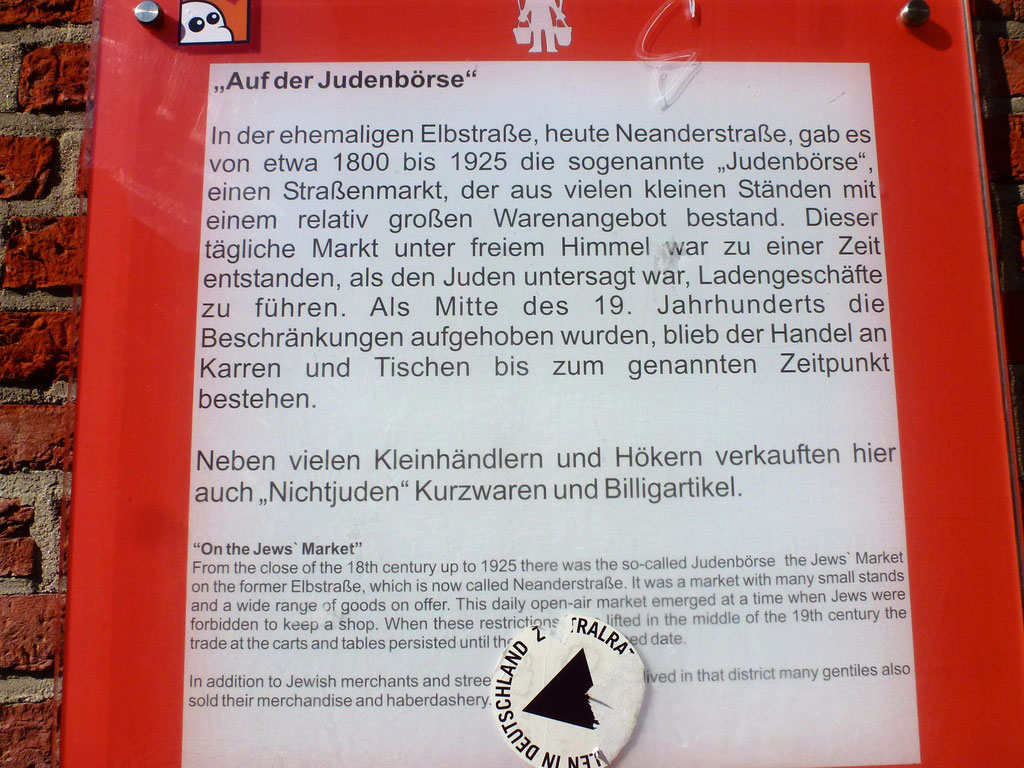 „Auf der Judenbörse“
In der ehemaligen Elbstraße, heute Neanderstraße, gab es
von etwa 1800 bis 1925 die sogenannte „Judenbörse“,
einen Straßenmarkt, der aus vielen kleinen Ständen mit
einem relativ großen Warenangebot bestand. Dieser
tägliche Markt unter freiem Himmel war zu einer Zeit
entstanden, als den Juden untersagt war, Ladengeschäfte
zu führen. Als Mitte des 19. Jahrhunderts die
Beschränkungen aufgehoben wurden, blieb der Handel an
Karren und Tischen bis zum genannten Zeitpunkt
bestehen.
Neben vielen Kleinhändlern und Hökern verkauften hier
auch „Nichtjuden“ Kurzwaren und Billigartikel.
“On the Jews` Market”
From the close of the 18th century up to 1925 there was the so-called Judenbörse the Jews` Market
on the former Elbstraße, which is now called Neanderstraße. It was a market with many small stands
and a wide range of goods on offer. This daily open-air market emerged at a time when Jews were
forbidden to keep a shop. When these restrictions lifted in the middle of the 19th century the
trade at the carts and tables persisted until date.
In addition to Jewish merchants and lived in that district many gentiles also
sold their merchandise and haberdashery.
IN DEUTSCHLAND